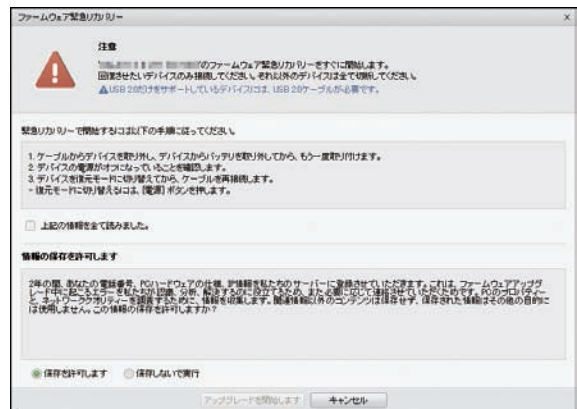 ファームウェア緊急リカバリー
x
注意
のファームウェア緊急リカバリーをすぐに開始します。
回復させたいデバイスのみ接続してください。それ以外のデバイスは全て切断してください。
USB 2.0だけをサポートしているデバイスには、USB 2.0ケーブルが必要です。
緊急リカバリーで開始するには以下の手順に従ってください。
1. ケーブルからデバイスを取り外し、デバイスからバッテリを取り外してから、もう一度取り付けます。
2. デバイスの電源がオフになっていることを確認します。
3. デバイスを復元モードに切り替えてから、ケーブルを再接続します。
- 復元モードに切り替えるには、[電源] ボタンを押します。
上記の情報を全て読みました。
情報の保存を許可します
2年の間、あなたの電話番号、PCハードウェアの仕様、IP情報を私たちのサーバーに登録させていただきます。これは、ファームウェアアップグ
レード中に起こるエラーを私たちが認識、分析、解決するのに役立てるため、また必要に応じて連絡させていただくためです。PCのプロパティー
と、ネットワーククオリティーを調査するために、情報を収集します。関連情報以外のコンテンツは保存せず、保存された情報はその他の目的に
は使用しません。この情報の保存を許可しますか？
保存を許可します 保存しないで実行
アップグレードを開始します キャンセル